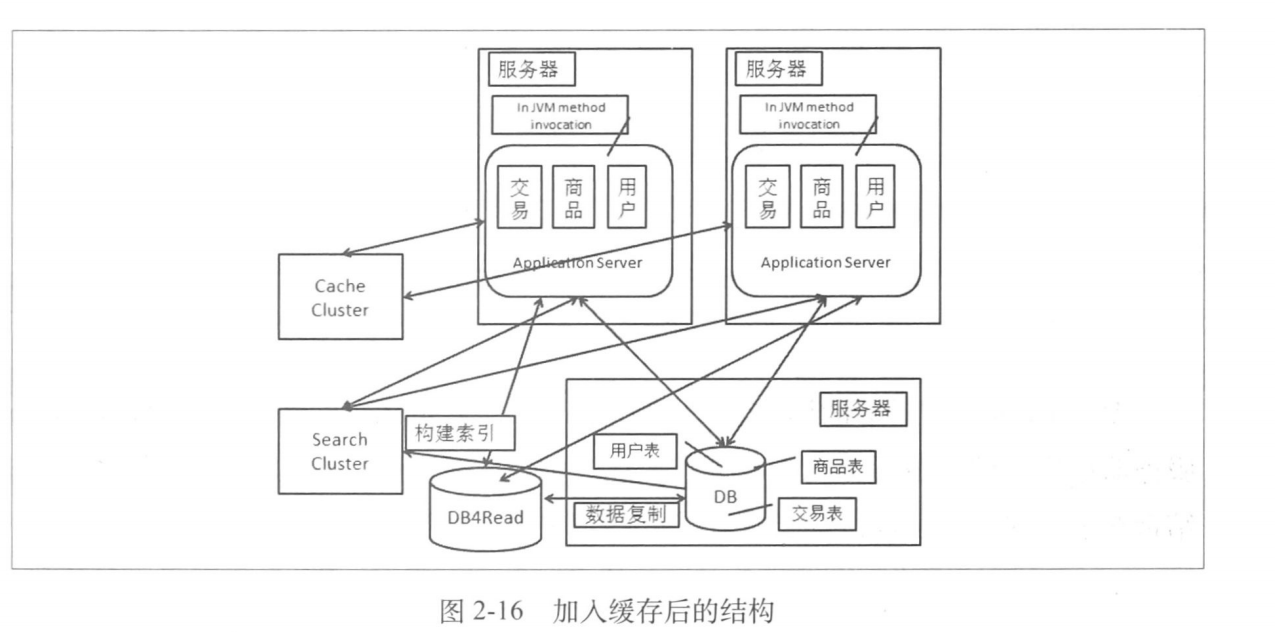 服务器
In JVM method
invocation
交易
商品
用户
Application Server
服务器
In JVM method
invocation
交易
商品
用户
Application Server
Cache
Cluster
Search
Cluster
构建索引
DB4Read
数据复制
服务器
用户表
商品表
DB
交易表
图 2-16 加入缓存后的结构